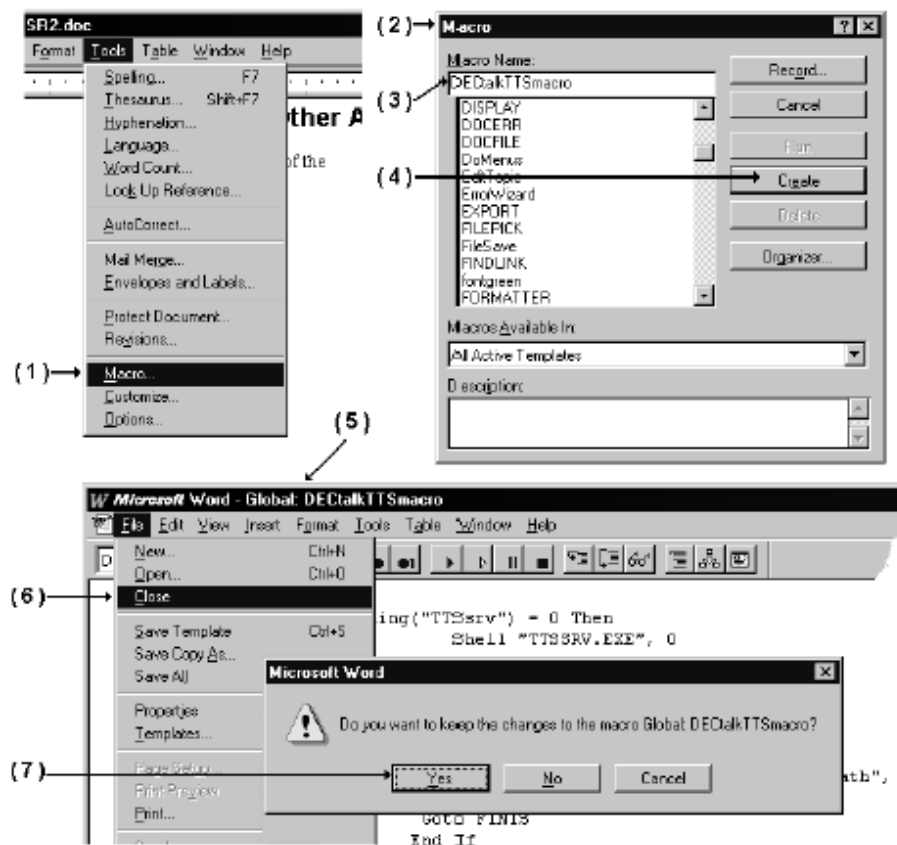 SR2.doc
Format Tools Table Window Help
Spelling... F7
Thesaurus... Shift+F7
Hyphenation...
Language...
Word Count...
Look Up Reference...
AutoCorrect...
Mail Merge...
Envelopes and Labels...
Protect Document...
Revisions...
(1)
Macro...
Customize...
Options...
ther A
of the
(2)
Macro
Macro Name:
(3)
DECtalkTTSmacro
DISPLAY
DOCERR
DOCFILE
DoMenus
EditTopic
ErrorWizard
EXPORT
FILEPICK
FileSave
FINDLINK
fontgreen
FORMATTER
Record...
Cancel
Run
(4)
Create
Delete
Organizer...
Macros Available In:
All Active Templates
Description:
(5)
Microsoft Word - Global: DECtalkTTSmacro
File Edit View Insert Format Tools Table Window Help
D
New... Ctrl+N
Open... Ctrl+O
(6)
Close
Save Template Ctrl+S
Save Copy As...
Save All
Properties
Templates...
Page Setup...
Print Preview
Print...
ing("TTSsrv") = 0 Then
Shell "TTSSRV.EXE", 0
Microsoft Word
Do you want to keep the changes to the macro Global: DECtalkTTSmacro?
(7)
Yes No Cancel
ath",
Goto FINIS
End If